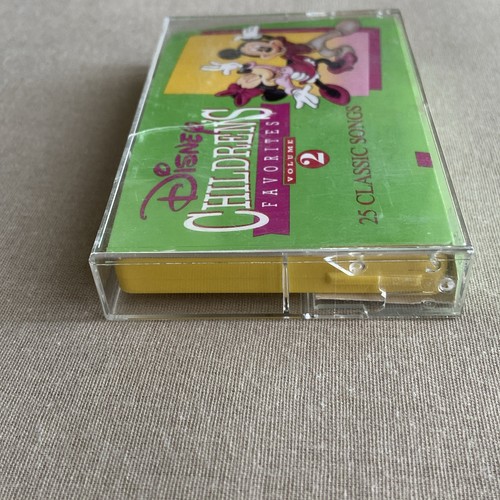 Disney
CHILDREN'S
FAVORITES
VOLUME
2
25 CLASSIC SONGS